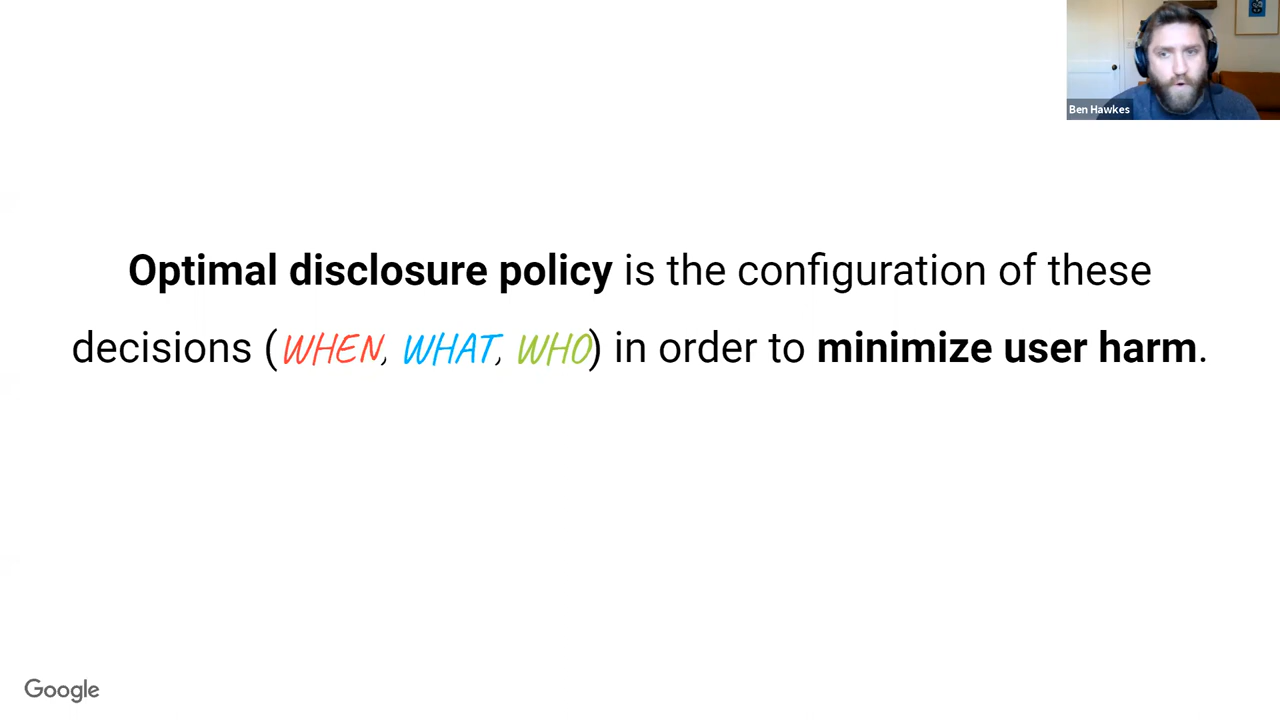 Ben Hawkes
Optimal disclosure policy is the configuration of these
decisions (WHEN, WHAT, WHO) in order to minimize user harm.
Google